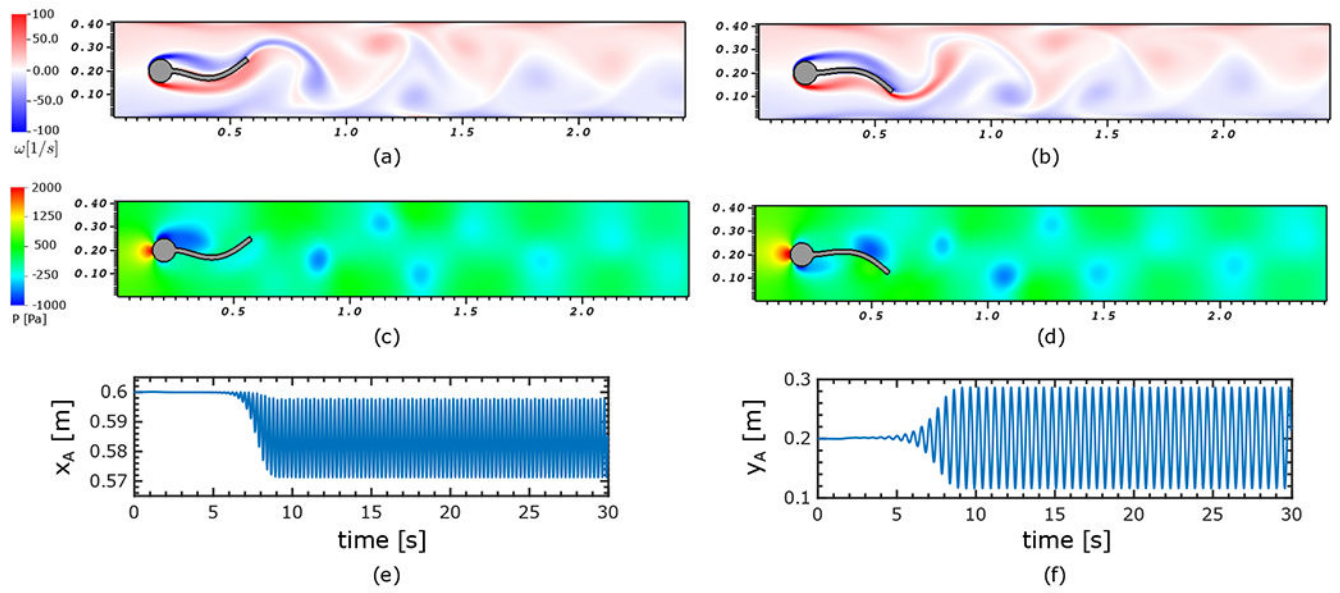 100
50.0
0.00
-50.0
-100
ω[1/s]
0.40
0.30
0.20
0.10
0.5 1.0 1.5 2.0
(a)
0.40
0.30
0.20
0.10
0.5 1.0 1.5 2.0
(b)
2000
1250
500
-250
-1000
P [Pa]
0.40
0.30
0.20
0.10
0.5 1.0 1.5 2.0
(c)
0.40
0.30
0.20
0.10
0.5 1.0 1.5 2.0
(d)
0.6
0.59
0.58
0.57
xA [m]
0 5 10 15 20 25 30
time [s]
(e)
0.3
0.2
0.1
yA [m]
0 5 10 15 20 25 30
time [s]
(f)